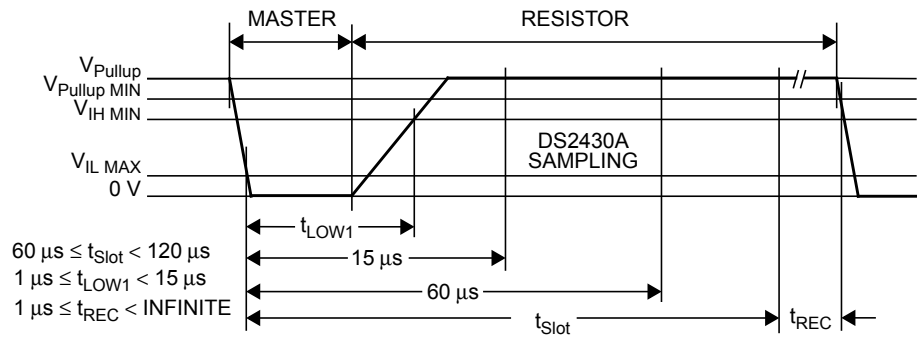 MASTER RESISTOR
VPullup
VPullup MIN
VIH MIN
DS2430A
SAMPLING
VIL MAX
0 V
tLOW1
60 µs ≤ tSlot < 120 µs
15 µs
1 µs ≤ tLOW1 < 15 µs
60 µs
1 µs ≤ tREC < INFINITE
tSlot tREC